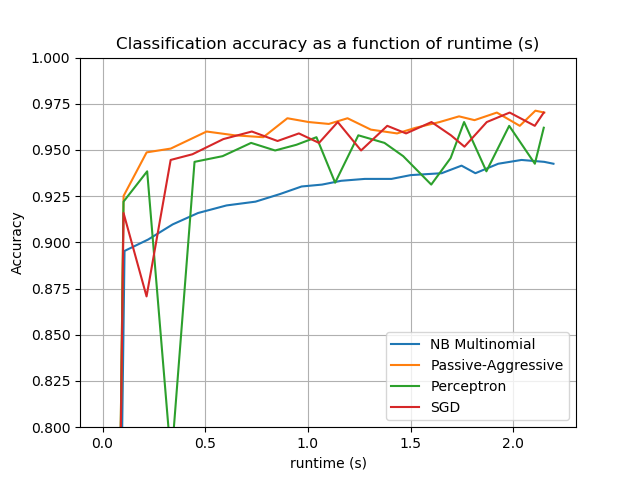 Classification accuracy as a function of runtime (s)
1.000
0.975
0.950
0.925
0.900
0.875
0.850
0.825
0.800
Accuracy
0.0 0.5 1.0 1.5 2.0
runtime (s)
NB Multinomial
Passive-Aggressive
Perceptron
SGD